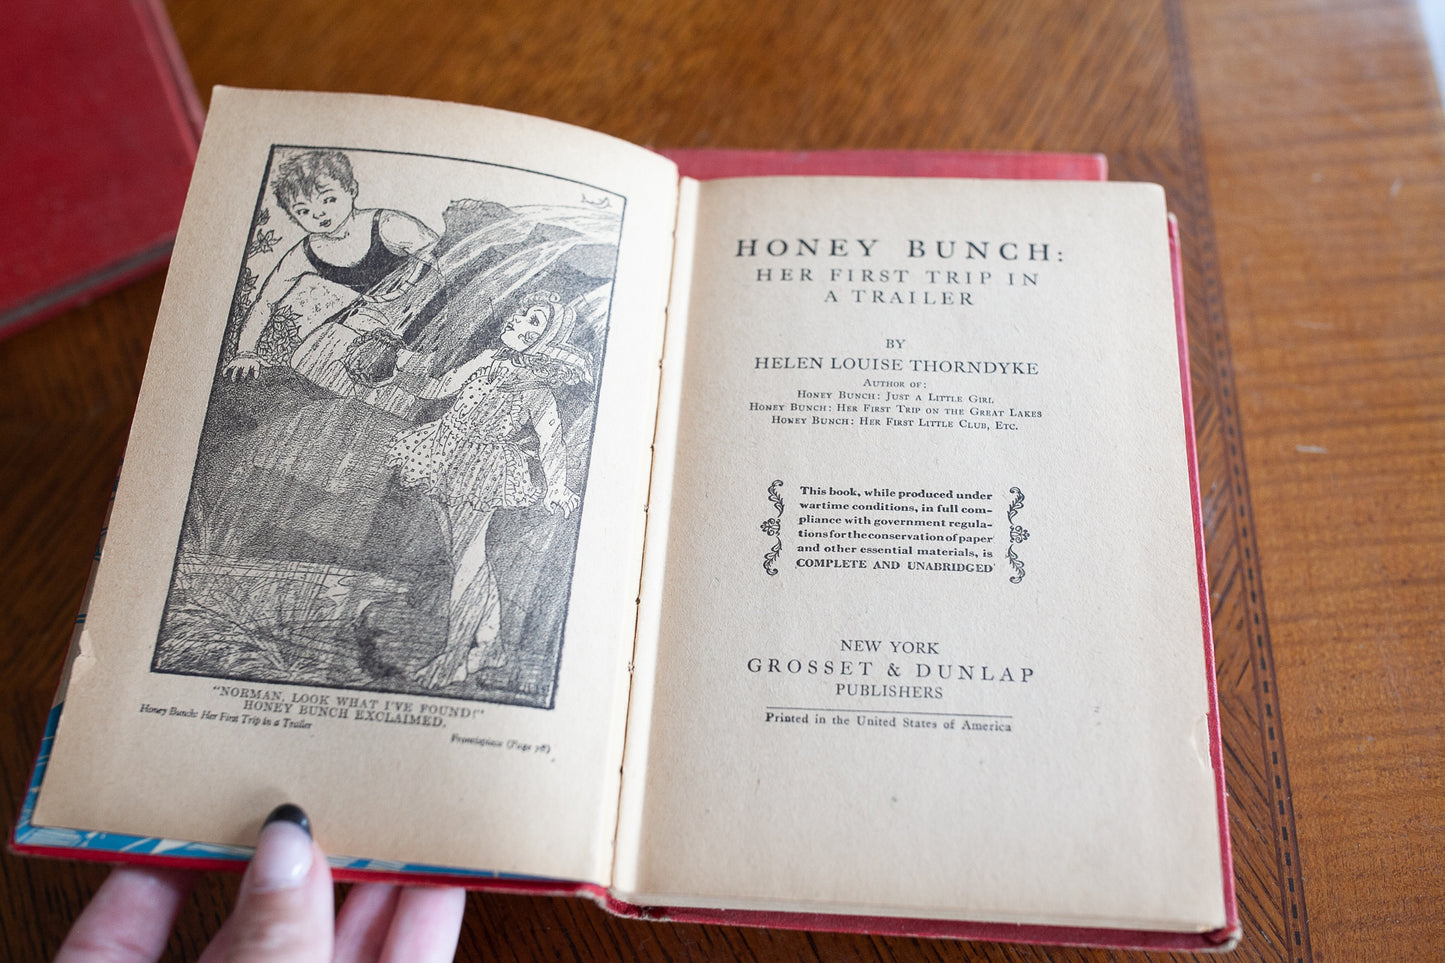 "NORMAN, LOOK WHAT I'VE FOUND!"
HONEY BUNCH EXCLAIMED.
Honey Bunch: Her First Trip in a Trailer
Frontispiece (Page 78)
HONEY BUNCH:
HER FIRST TRIP IN
A TRAILER
BY
HELEN LOUISE THORNDYKE
AUTHOR OF:
HONEY BUNCH: JUST A LITTLE GIRL
HONEY BUNCH: HER FIRST TRIP ON THE GREAT LAKES
HONEY BUNCH: HER FIRST LITTLE CLUB, ETC.
This book, while produced under
wartime conditions, in full com-
pliance with government regula-
tions for the conservation of paper
and other essential materials, is
COMPLETE AND UNABRIDGED
NEW YORK
GROSSET & DUNLAP
PUBLISHERS
Printed in the United States of America